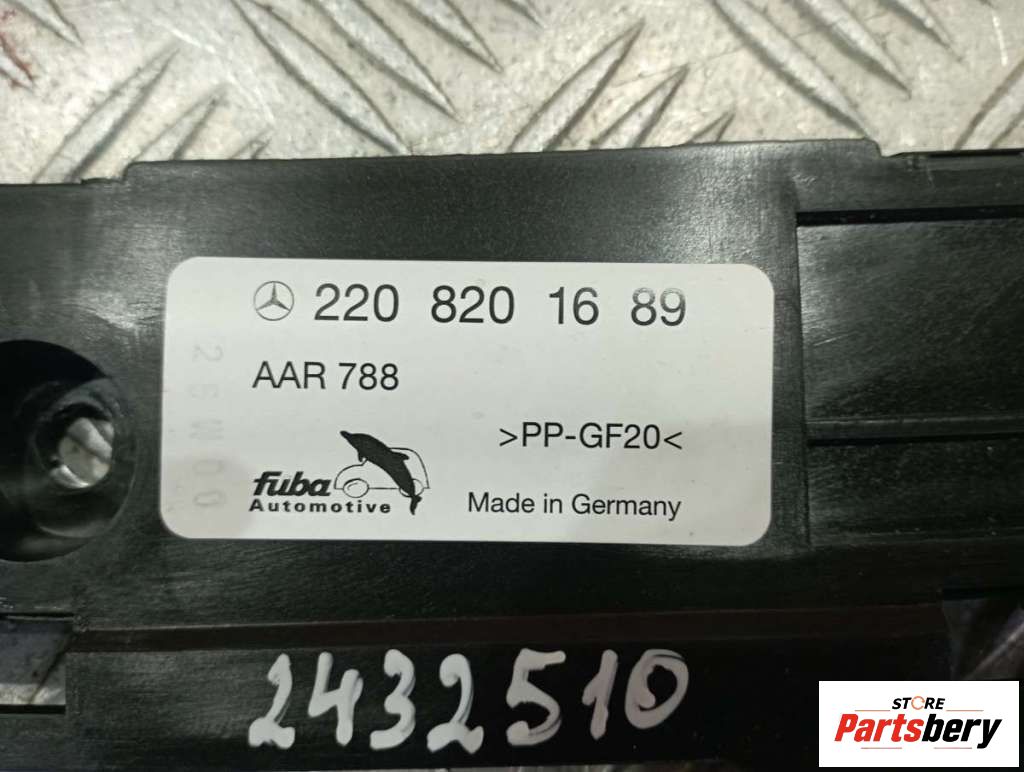 220 820 16 89
AAR 788
>PP-GF20<
fuba
Automotive
Made in Germany
2432510
STORE
Partsbery